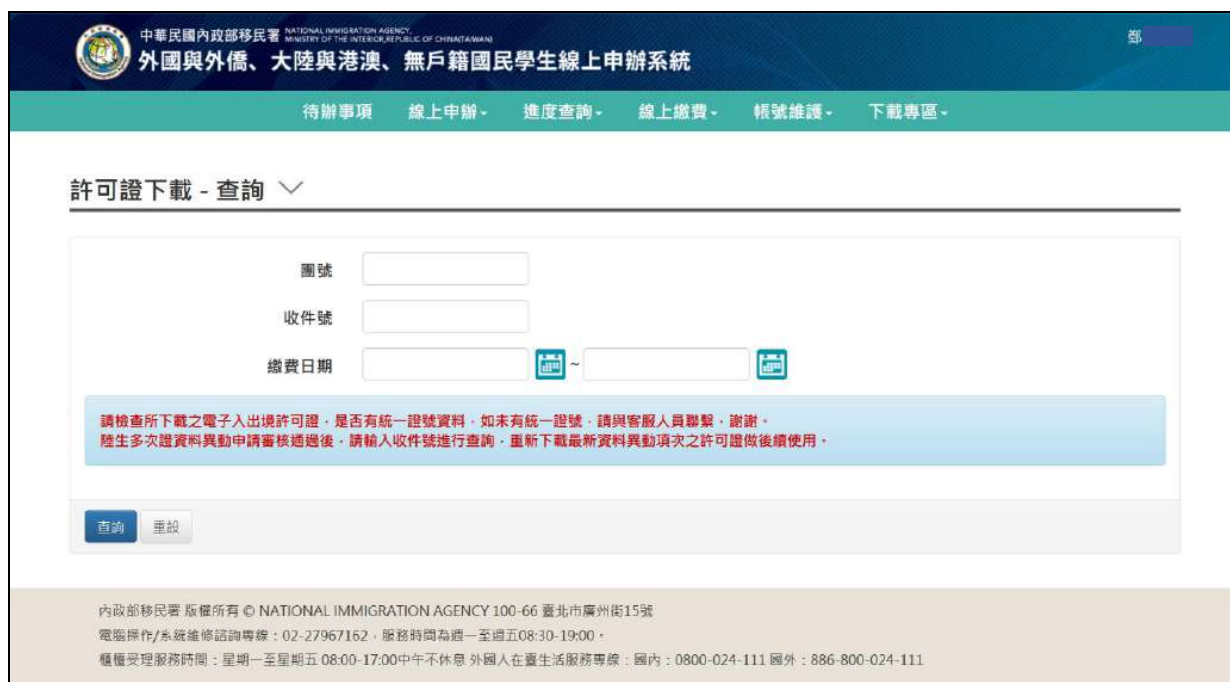 中華民國內政部移民署 NATIONAL IMMIGRATION AGENCY,
MINISTRY OF THE INTERIOR,REPUBLIC OF CHINA(TAIWAN)
外國與外僑、大陸與港澳、無戶籍國民學生線上申辦系統
鄧
待辦事項 線上申辦 進度查詢 線上繳費 帳號維護 下載專區
許可證下載 - 查詢
團號
收件號
繳費日期 ~
請檢查所下載之電子入出境許可證，是否有統一證號資料，如未有統一證號，請與客服人員聯繫，謝謝。
陸生多次證資料異動申請審核通過後，請輸入收件號進行查詢，重新下載最新資料異動項次之許可證做後續使用。
查詢 重設
內政部移民署 版權所有 © NATIONAL IMMIGRATION AGENCY 100-66 臺北市廣州街15號
電腦操作/系統維修諮詢專線：02-27967162，服務時間為週一至週五08:30-19:00。
櫃檯受理服務時間：星期一至星期五 08:00-17:00中午不休息 外國人在臺生活服務專線：國內：0800-024-111 國外：886-800-024-111